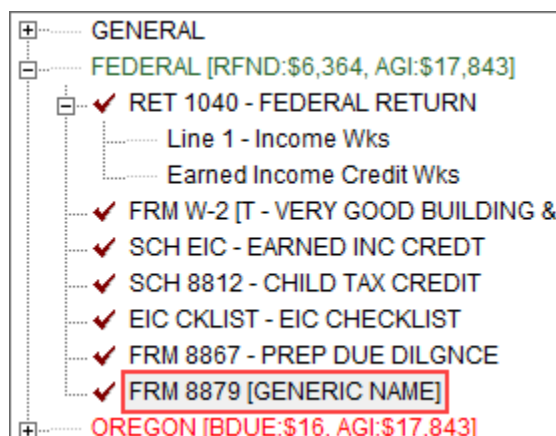 GENERAL
FEDERAL [RFND:$6,364, AGI:$17,843]
RET 1040 - FEDERAL RETURN
Line 1 - Income Wks
Earned Income Credit Wks
FRM W-2 [T - VERY GOOD BUILDING &
SCH EIC - EARNED INC CREDT
SCH 8812 - CHILD TAX CREDIT
EIC CKLIST - EIC CHECKLIST
FRM 8867 - PREP DUE DILGNCE
FRM 8879 [GENERIC NAME]
OREGON [BDUE:$16, AGI:$17,843]